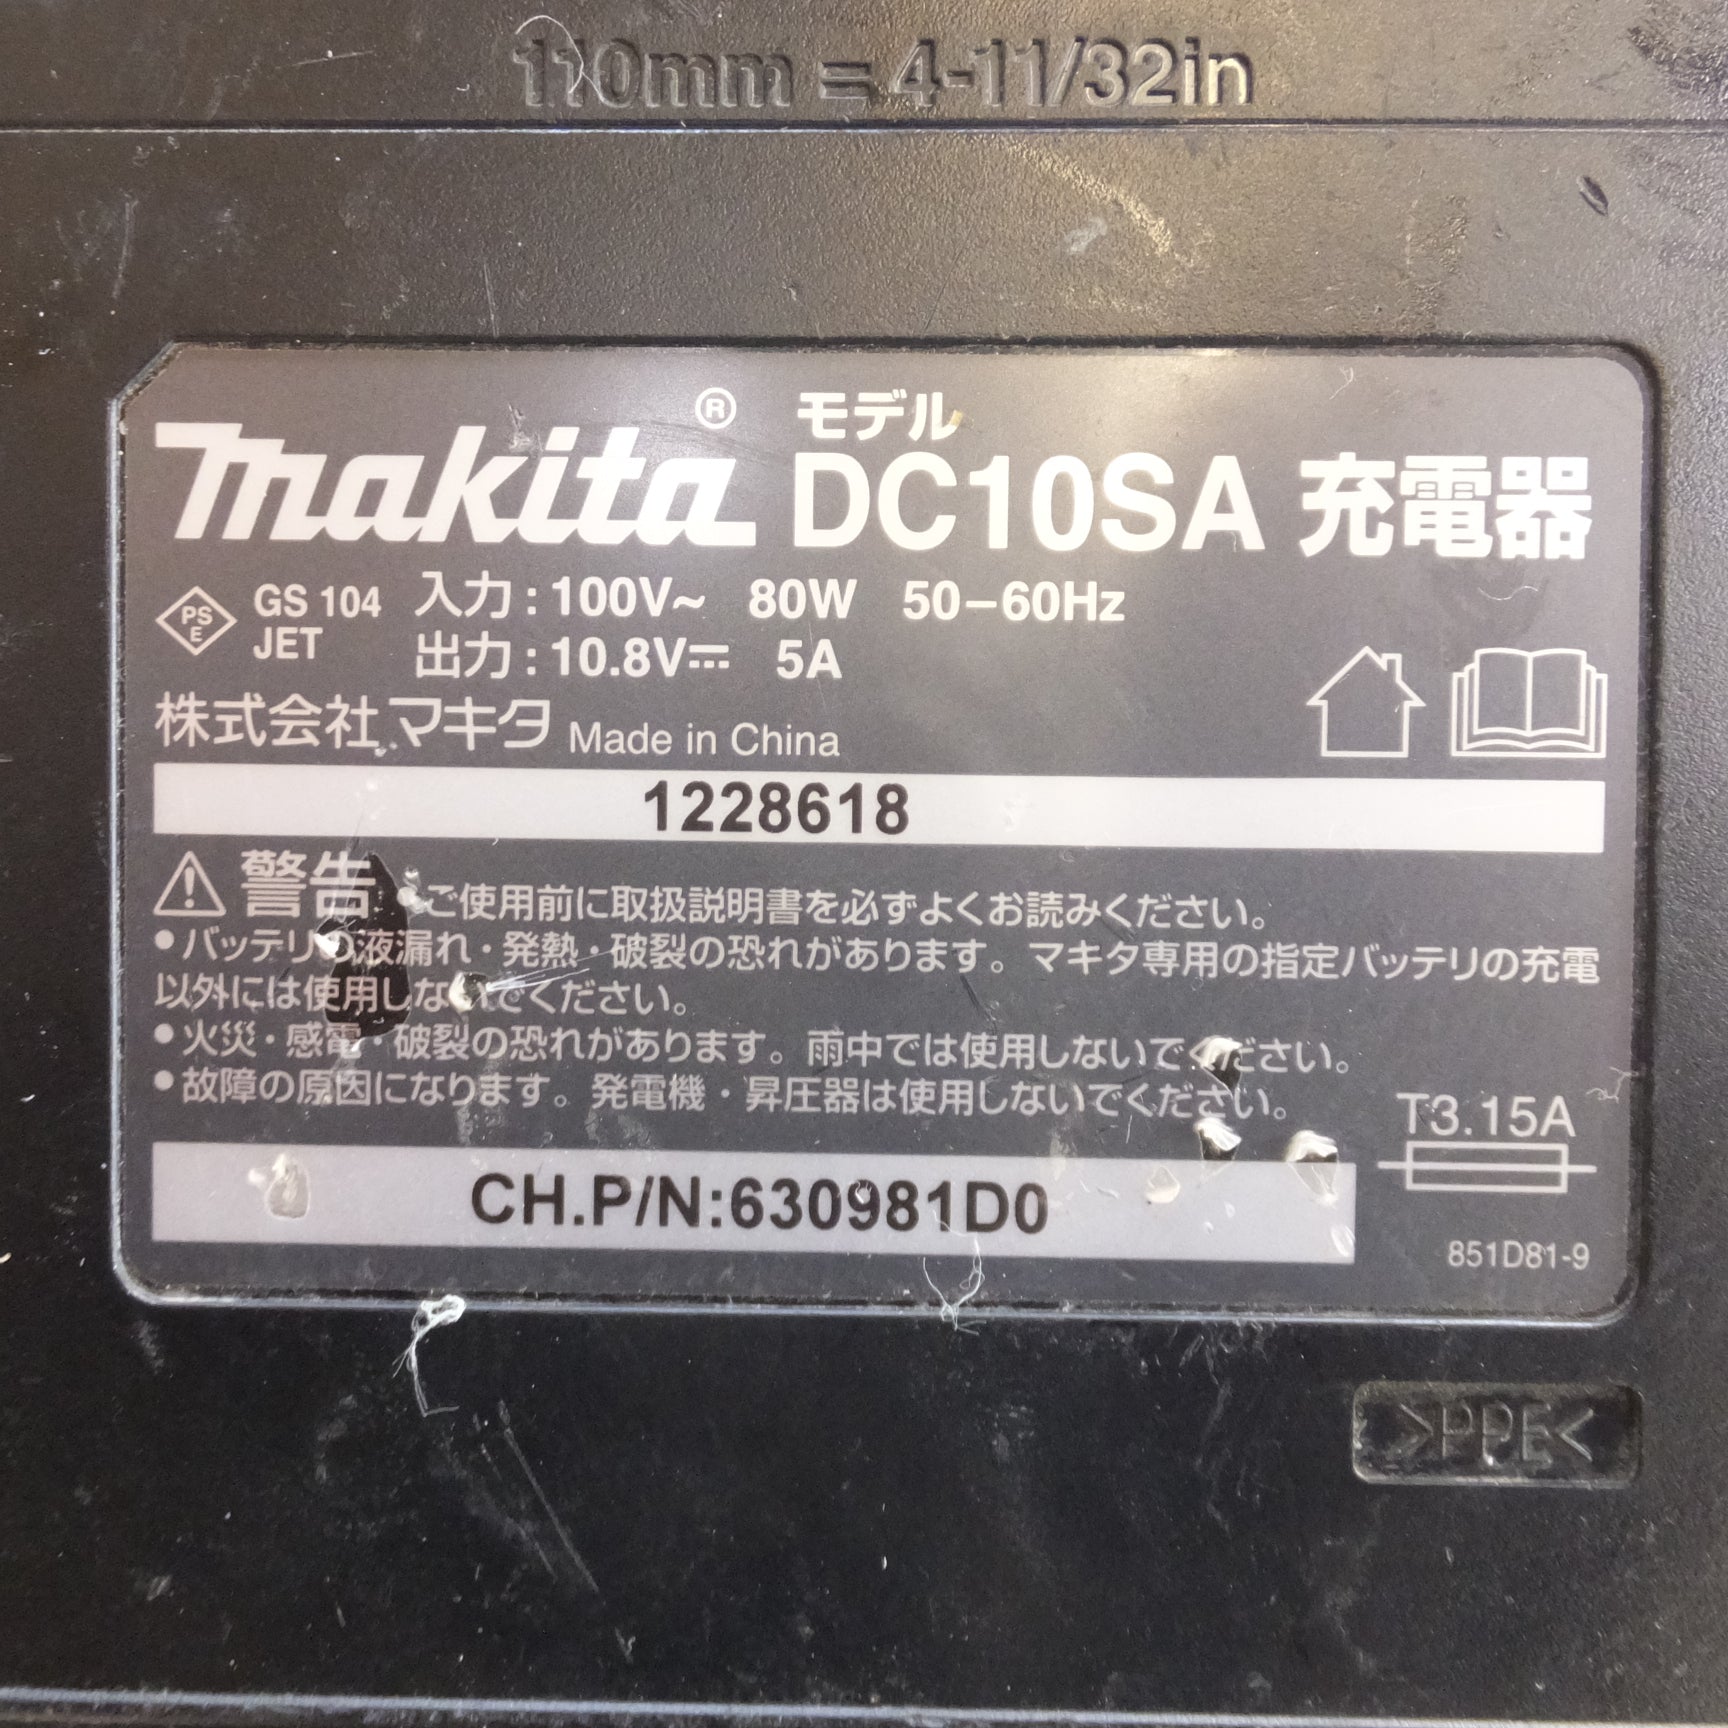 110mm = 4-11/32in
makita® モデル DC10SA 充電器
PS E GS 104 JET
入力：100V~ 80W 50–60Hz
出力：10.8V⎓ 5A
株式会社マキタ Made in China
1228618
⚠警告 •ご使用前に取扱説明書を必ずよくお読みください。
•バッテリの液漏れ・発熱・破裂の恐れがあります。マキタ専用の指定バッテリの充電
以外には使用しないでください。
•火災・感電・破裂の恐れがあります。雨中では使用しないでください。
•故障の原因になります。発電機・昇圧器は使用しないでください。
T3.15A
CH.P/N:630981D0
851D81-9
>PPE<